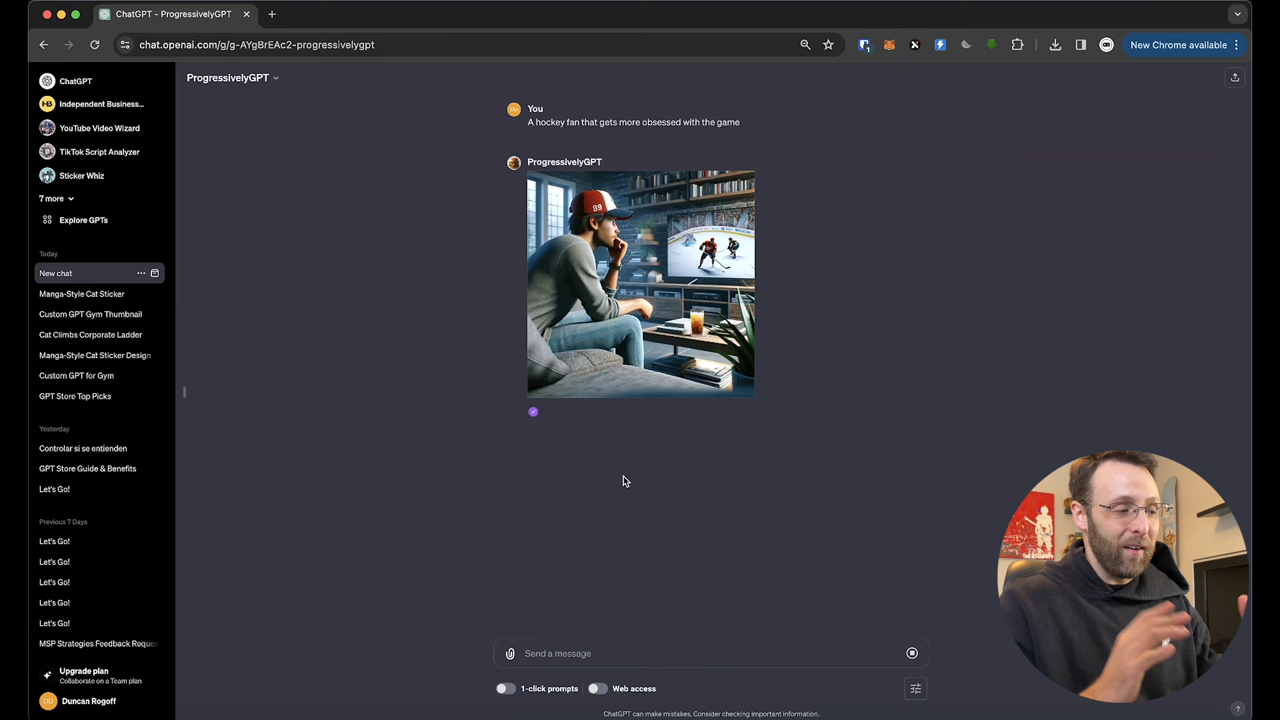 ChatGPT - ProgressivelyGPT
chat.openai.com/g/g-AYgBrEAc2-progressivelygpt
New Chrome available
ChatGPT
Independent Business...
YouTube Video Wizard
TikTok Script Analyzer
Sticker Whiz
7 more
Explore GPTs
Today
New chat
Manga-Style Cat Sticker
Custom GPT Gym Thumbnail
Cat Climbs Corporate Ladder
Manga-Style Cat Sticker Design
Custom GPT for Gym
GPT Store Top Picks
Yesterday
Controlar si se entienden
GPT Store Guide & Benefits
Let's Go!
Previous 7 Days
Let's Go!
Let's Go!
Let's Go!
Let's Go!
Let's Go!
MSP Strategies Feedback Reque
Upgrade plan
Collaborate on a Team plan
DU
Duncan Rogoff
ProgressivelyGPT
DU
You
A hockey fan that gets more obsessed with the game
ProgressivelyGPT
99
Send a message
1-click prompts
Web access
ChatGPT can make mistakes. Consider checking important information.
?